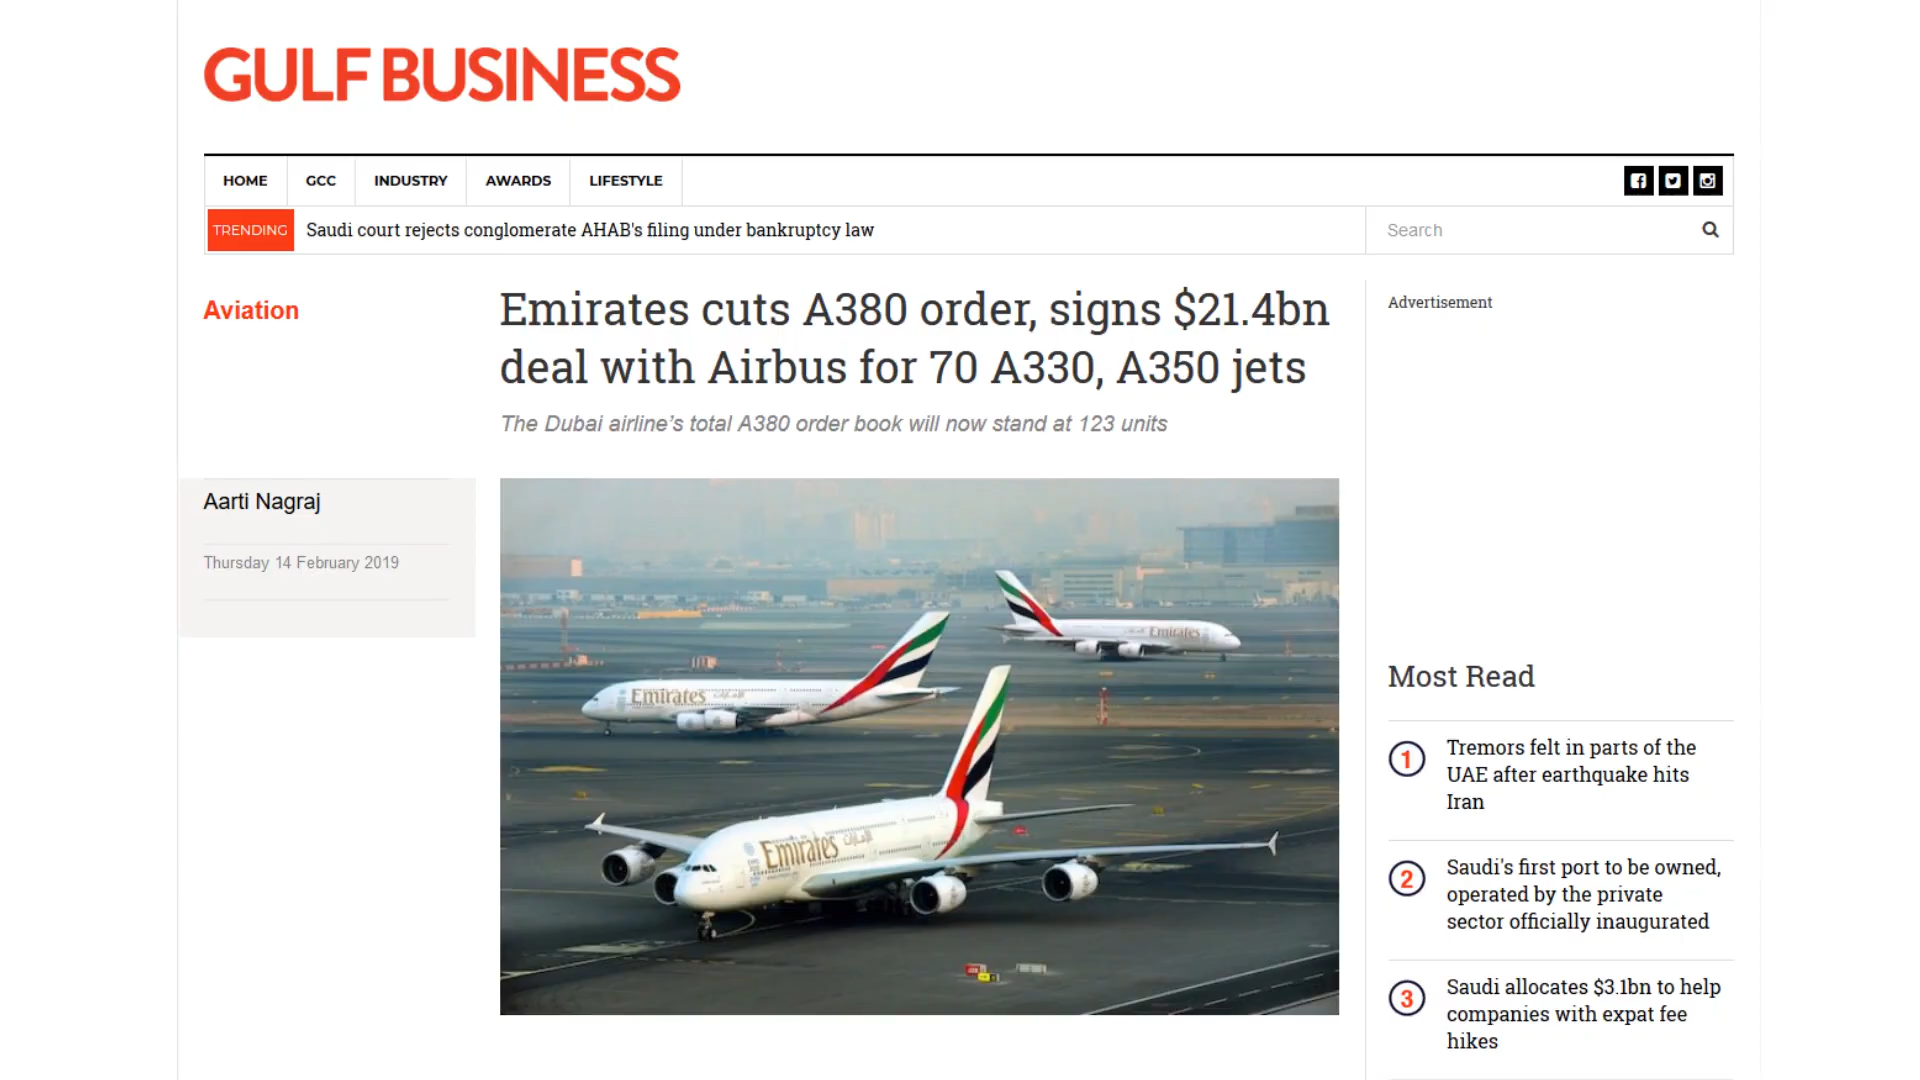 GULF BUSINESS
HOME GCC INDUSTRY AWARDS LIFESTYLE
TRENDING Saudi court rejects conglomerate AHAB's filing under bankruptcy law
Search
Aviation
Emirates cuts A380 order, signs $21.4bn
deal with Airbus for 70 A330, A350 jets
The Dubai airline's total A380 order book will now stand at 123 units
Aarti Nagraj
Thursday 14 February 2019
Emirates
Emirates
Emirates
Advertisement
Most Read
1
Tremors felt in parts of the
UAE after earthquake hits
Iran
2
Saudi's first port to be owned,
operated by the private
sector officially inaugurated
3
Saudi allocates $3.1bn to help
companies with expat fee
hikes